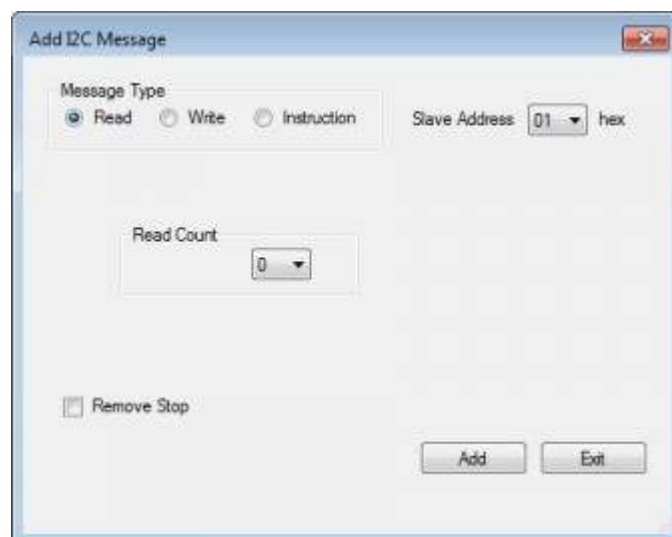 Add I2C Message
Message Type
Read Write Instruction
Slave Address 01 hex
Read Count
0
Remove Stop
Add Exit